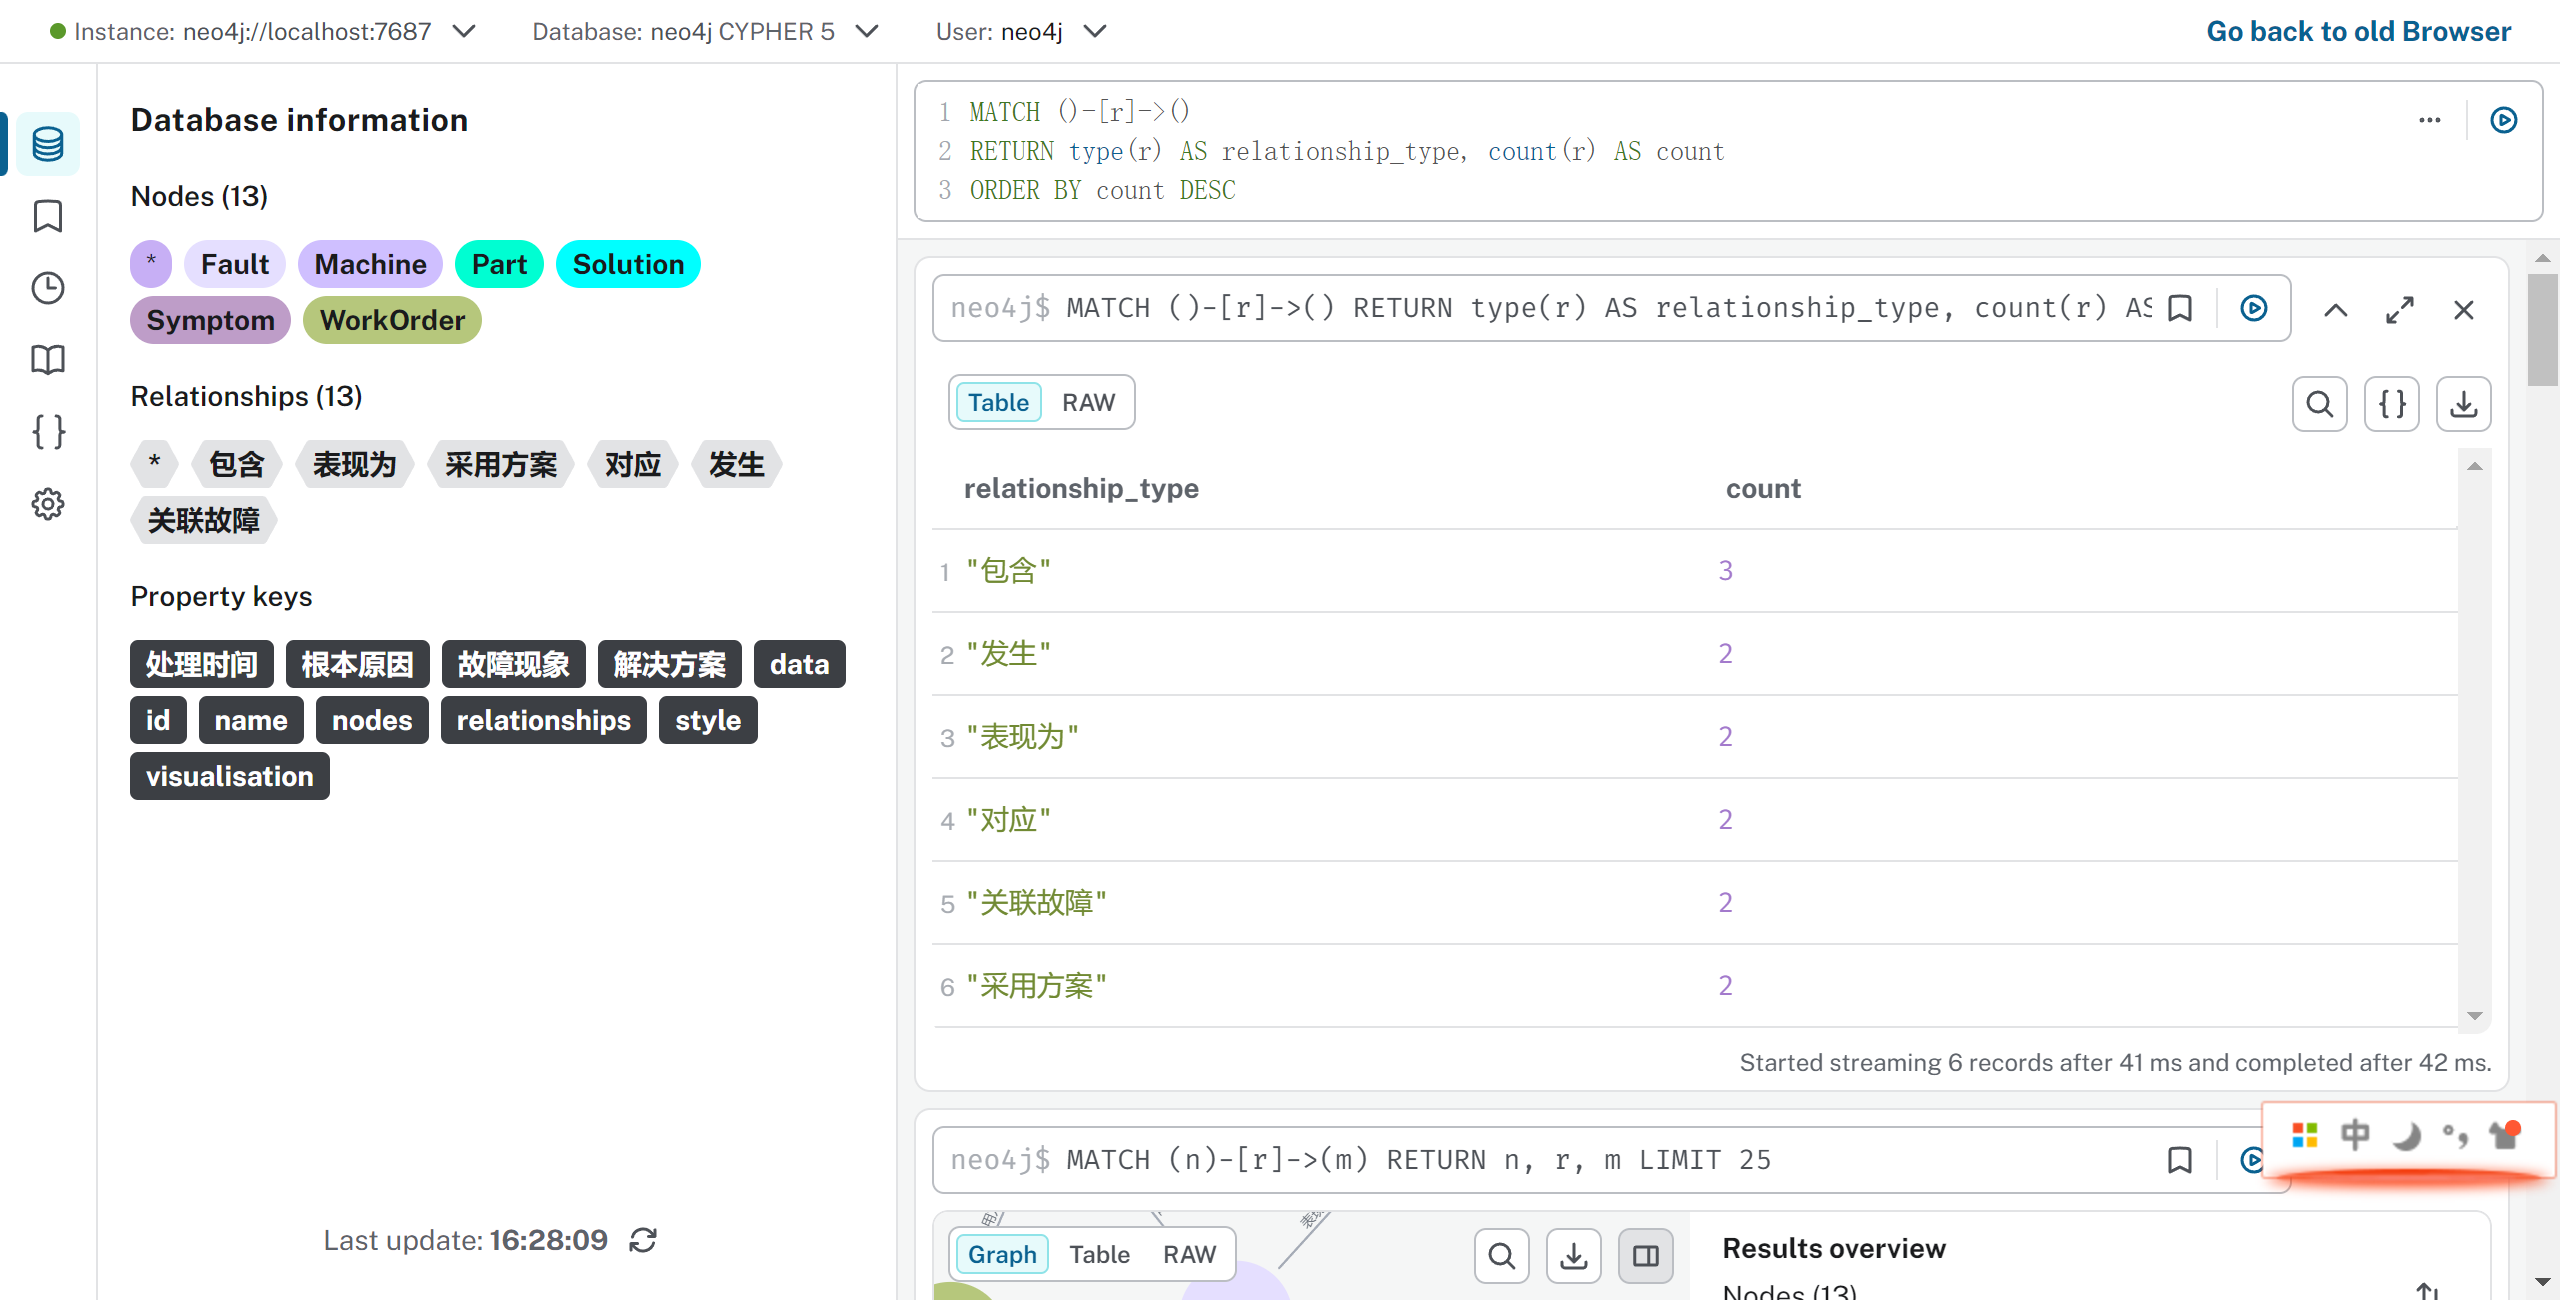 Instance: neo4j://localhost:7687 Database: neo4j CYPHER 5 User: neo4j Go back to old Browser
Database information
Nodes (13)
* Fault Machine Part Solution
Symptom WorkOrder
Relationships (13)
* 包含 表现为 采用方案 对应 发生
关联故障
Property keys
处理时间 根本原因 故障现象 解决方案 data
id name nodes relationships style
visualisation
Last update: 16:28:09
1 MATCH ()-[r]->()
2 RETURN type(r) AS relationship_type, count(r) AS count
3 ORDER BY count DESC
neo4j$ MATCH ()-[r]->() RETURN type(r) AS relationship_type, count(r) AS
Table RAW
relationship_type count
1 "包含" 3
2 "发生" 2
3 "表现为" 2
4 "对应" 2
5 "关联故障" 2
6 "采用方案" 2
Started streaming 6 records after 41 ms and completed after 42 ms.
中
neo4j$ MATCH (n)-[r]->(m) RETURN n, r, m LIMIT 25
Graph Table RAW
Results overview
Nodes (13)